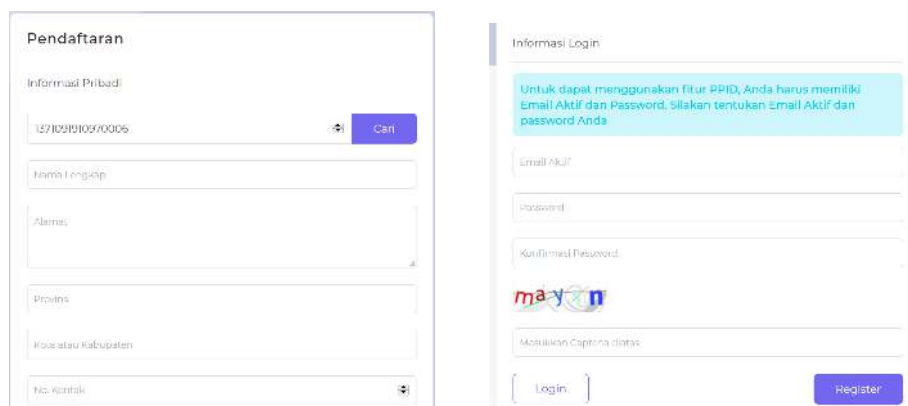 Pendaftaran
Informasi Pribadi
1371091910970006
Cari
Nama Lengkap
Alamat
Provinsi
Kota atau Kabupaten
No. Kontak
Informasi Login
Untuk dapat menggunakan fitur PPID, Anda harus memiliki
Email Aktif dan Password. Silakan tentukan Email Aktif dan
password Anda
Email Aktif
Password
Konfirmasi Password
Masukkan Captcha diatas
Login
Register